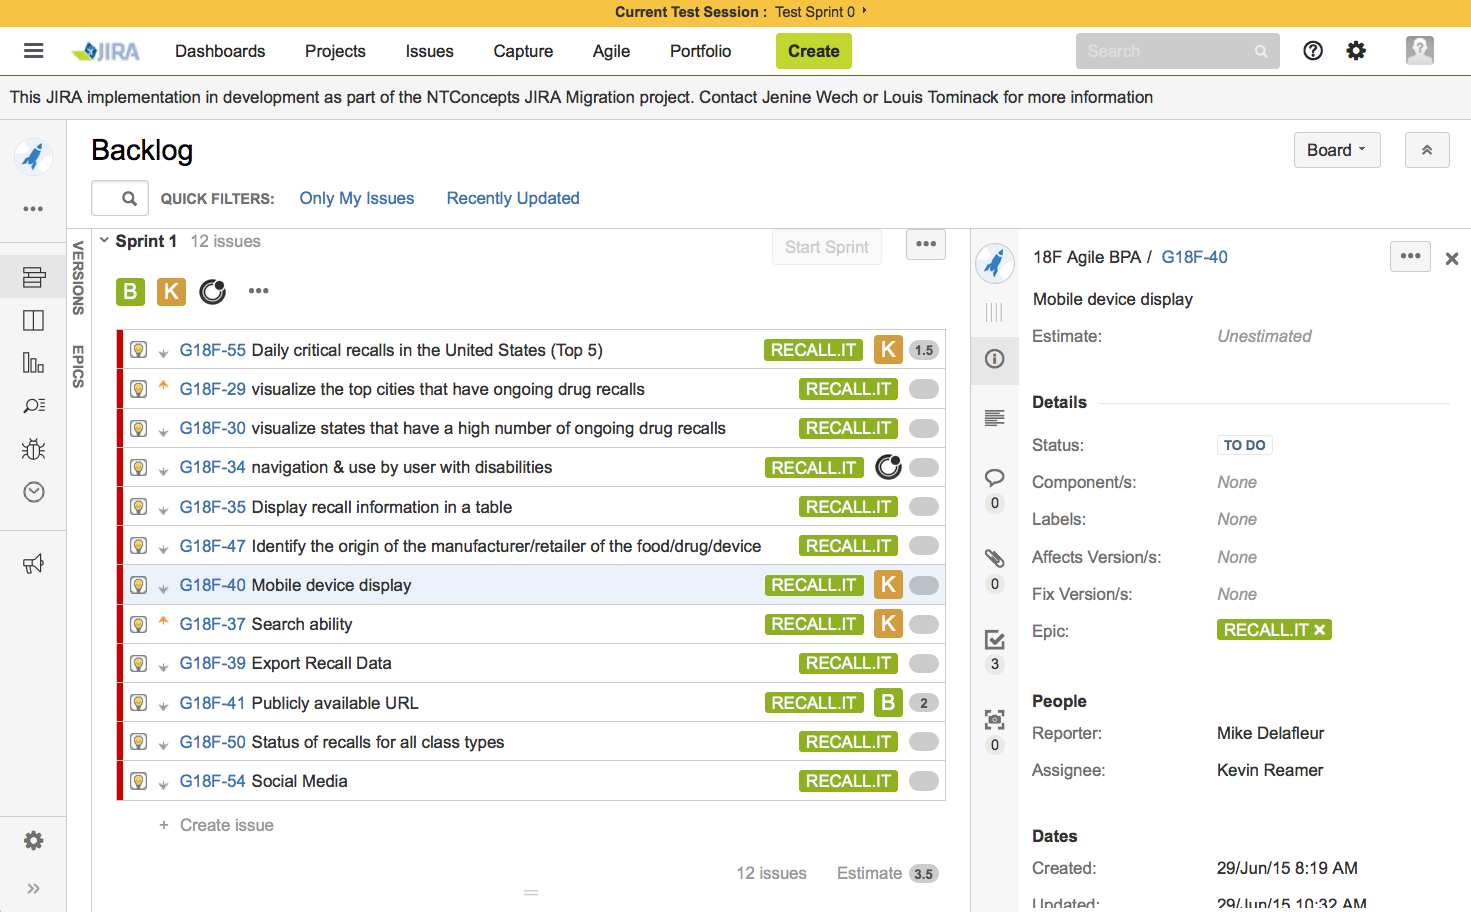 Current Test Session : Test Sprint 0
JIRA Dashboards Projects Issues Capture Agile Portfolio Create Search
This JIRA implementation in development as part of the NTConcepts JIRA Migration project. Contact Jenine Wech or Louis Tominack for more information
Backlog
Board
QUICK FILTERS: Only My Issues Recently Updated
VERSIONS
EPICS
Sprint 1 12 issues Start Sprint
B K
G18F-55 Daily critical recalls in the United States (Top 5) RECALL.IT K 1.5
G18F-29 visualize the top cities that have ongoing drug recalls RECALL.IT
G18F-30 visualize states that have a high number of ongoing drug recalls RECALL.IT
G18F-34 navigation & use by user with disabilities RECALL.IT
G18F-35 Display recall information in a table RECALL.IT
G18F-47 Identify the origin of the manufacturer/retailer of the food/drug/device RECALL.IT
G18F-40 Mobile device display RECALL.IT K
G18F-37 Search ability RECALL.IT K
G18F-39 Export Recall Data RECALL.IT
G18F-41 Publicly available URL RECALL.IT B 2
G18F-50 Status of recalls for all class types RECALL.IT
G18F-54 Social Media RECALL.IT
+ Create issue
12 issues Estimate 3.5
0
0
3
0
18F Agile BPA / G18F-40
Mobile device display
Estimate: Unestimated
Details
Status: TO DO
Component/s: None
Labels: None
Affects Version/s: None
Fix Version/s: None
Epic: RECALL.IT
People
Reporter: Mike Delafleur
Assignee: Kevin Reamer
Dates
Created: 29/Jun/15 8:19 AM
Updated: 29/Jun/15 10:32 AM